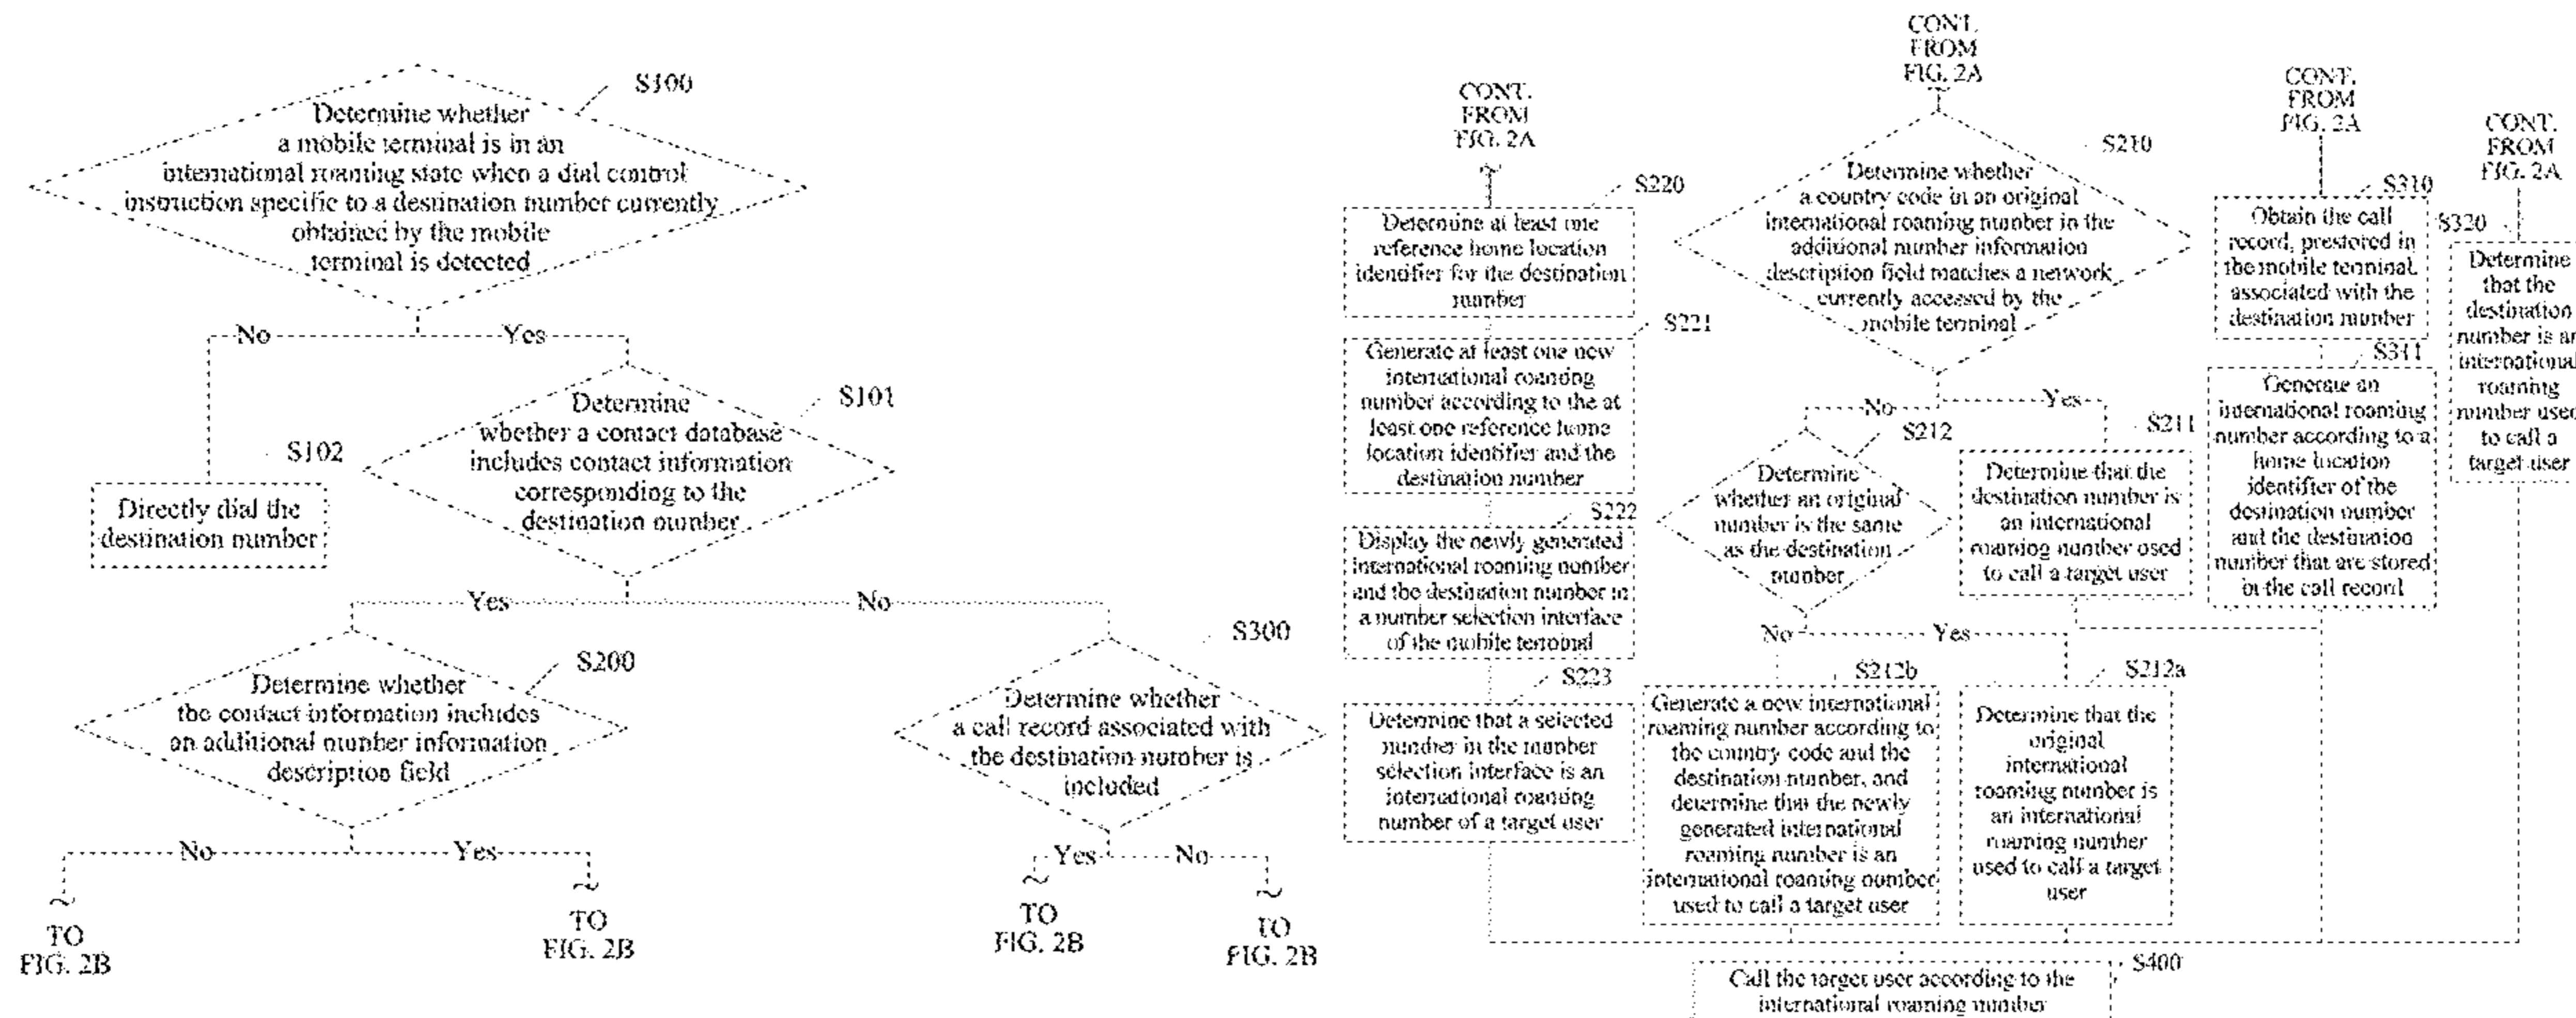 S100
Determine whether
a mobile terminal is in an
international roaming state when a dial control
instruction specific to a destination number currently
obtained by the mobile
terminal is detected
No
Yes
S101
Determine
whether a contact database
includes contact information
corresponding to the
destination number
S102
Directly dial the
destination number
Yes
No
S200
Determine whether
the contact information includes
an additional number information
description field
S300
Determine whether
a call record associated with
the destination number is
included
No
Yes
Yes
No
TO
FIG. 2B
TO
FIG. 2B
TO
FIG. 2B
TO
FIG. 2B
CONT.
FROM
FIG. 2A
S220
Determine at least one
reference home location
identifier for the destination
number
S221
Generate at least one new
international roaming
number according to the at
least one reference home
location identifier and the
destination number
S222
Display the newly generated
international roaming number
and the destination number in
a number selection interface
of the mobile terminal
S223
Determine that a selected
number in the number
selection interface is an
international roaming
number of a target user
CONT.
FROM
FIG. 2A
S210
Determine whether
a country code in an original
international roaming number in the
additional number information
description field matches a network
currently accessed by the
mobile terminal
No
Yes
S212
Determine
whether an original
number is the same
as the destination
number
S211
Determine that the
destination number is
an international
roaming number used
to call a target user
No
Yes
S212b
Generate a new international
roaming number according to
the country code and the
destination number, and
determine that the newly
generated international
roaming number is an
international roaming number
used to call a target user
S212a
Determine that the
original
international
roaming number is
an international
roaming number
used to call a target
user
CONT.
FROM
FIG. 2A
S310
Obtain the call
record, prestored in
the mobile terminal,
associated with the
destination number
S311
Generate an
international roaming
number according to a
home location
identifier of the
destination number
and the destination
number that are stored
in the call record
CONT.
FROM
FIG. 2A
S320
Determine
that the
destination
number is an
international
roaming
number used
to call a
target user
S400
Call the target user according to the
international roaming number